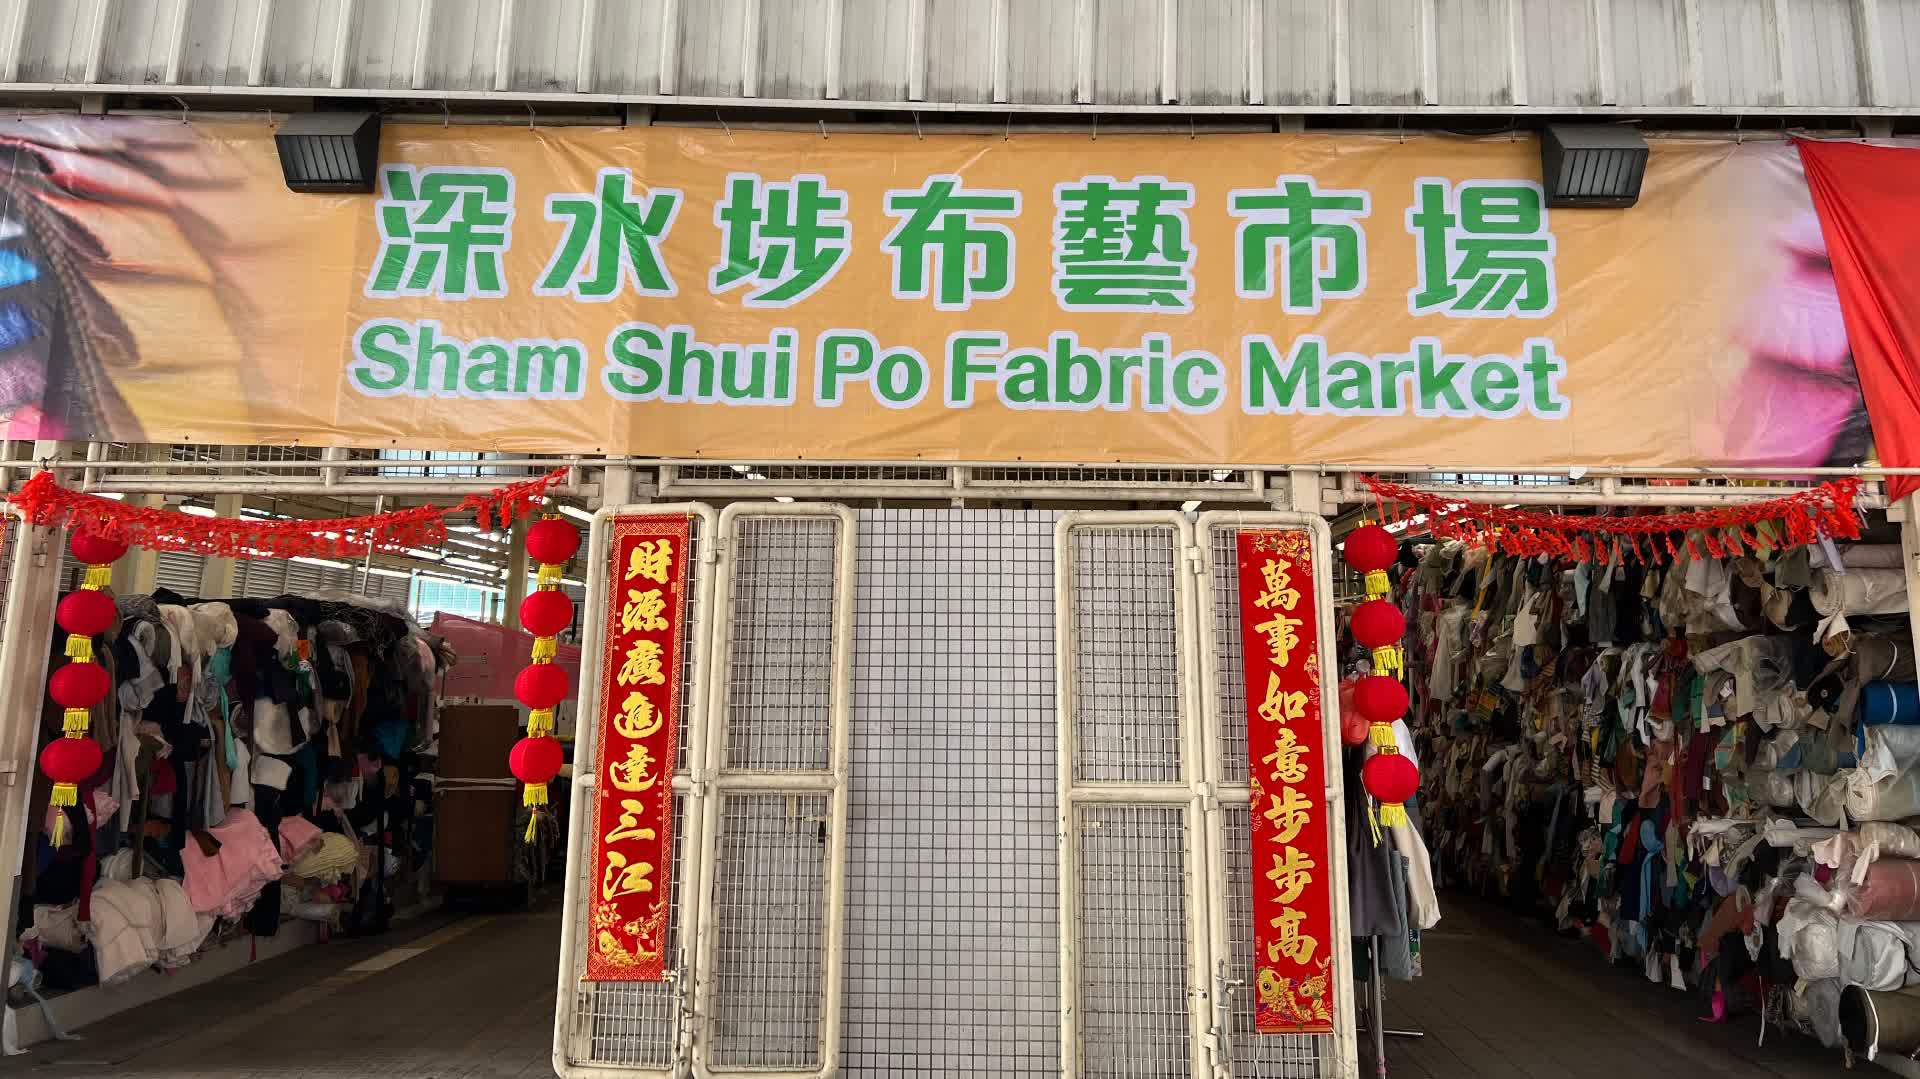 深水埗布藝市場
Sham Shui Po Fabric Market
財源廣進達三江
萬事如意步步高